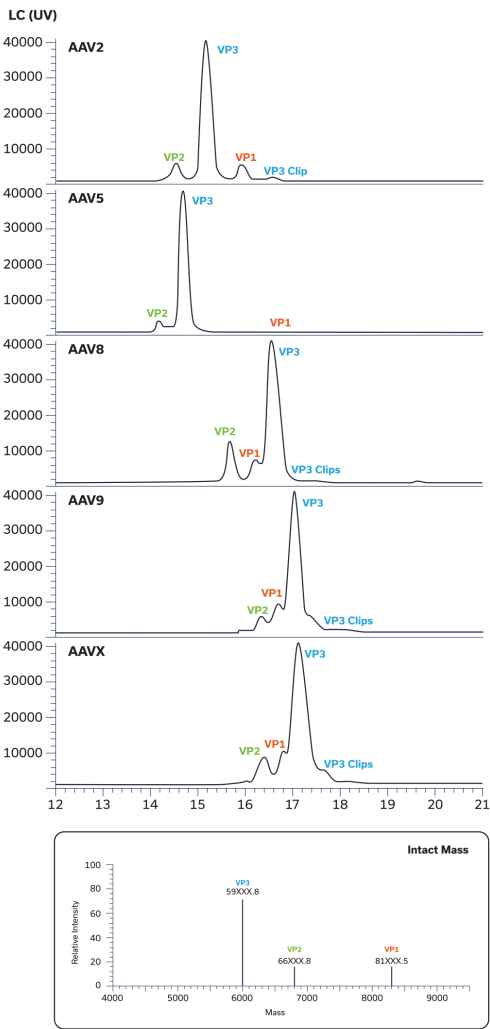 LC (UV)
AAV2
40000
30000
20000
10000
VP2
VP3
VP1
VP3 Clip
AAV5
40000
30000
20000
10000
VP2
VP3
VP1
AAV8
40000
30000
20000
10000
VP2
VP1
VP3
VP3 Clips
AAV9
40000
30000
20000
10000
VP2
VP1
VP3
VP3 Clips
AAVX
40000
30000
20000
10000
VP2
VP1
VP3
VP3 Clips
12 13 14 15 16 17 18 19 20 21
Intact Mass
Relative Intensity
100
80
60
40
20
0
VP3
59XXX.8
VP2
66XXX.8
VP1
81XXX.5
4000 5000 6000 7000 8000 9000
Mass